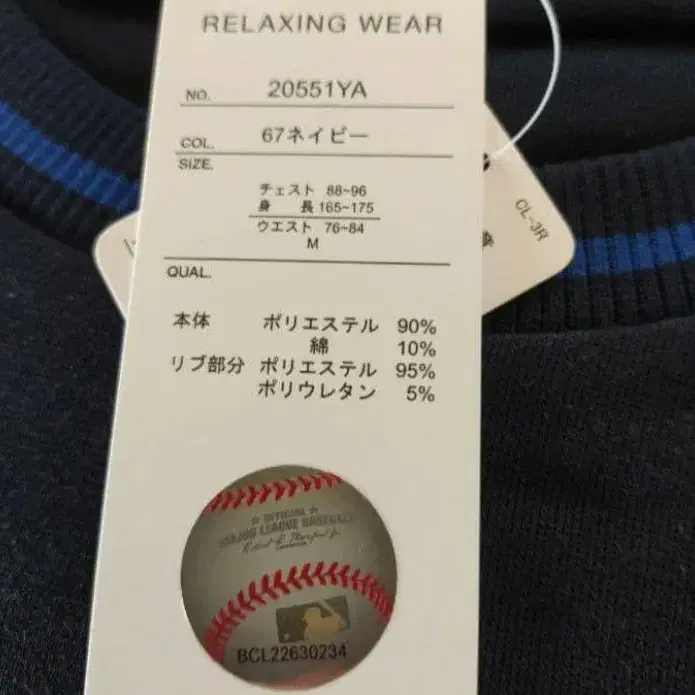 RELAXING WEAR
NO. 20551YA
COL. 67ネイビー
SIZE.
チェスト 88~96
身 長 165~175
ウエスト 76~84
M
QUAL.
本体 ポリエステル 90%
綿 10%
リブ部分 ポリエステル 95%
ポリウレタン 5%
OFFICIAL
MAJOR LEAGUE BASEBALL
BCL22630234
CL-3R